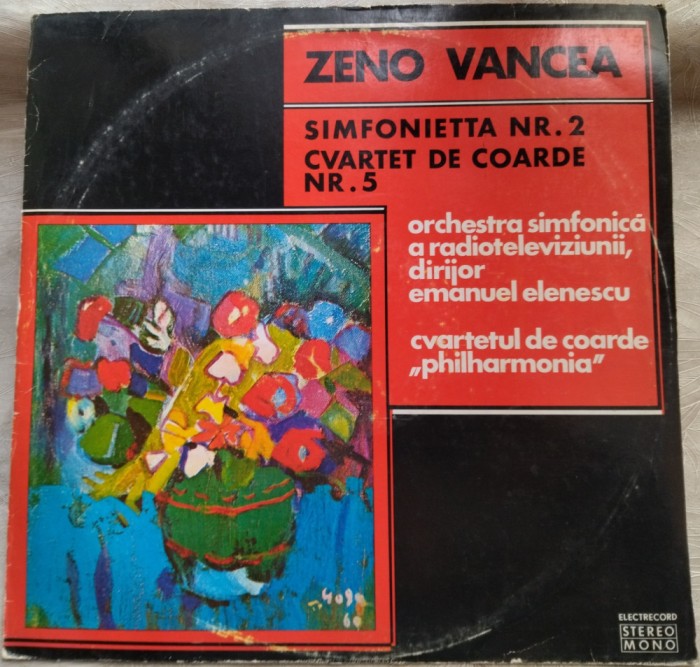 ZENO VANCEA
SIMFONIETTA NR. 2
CVARTET DE COARDE
NR. 5
orchestra simfonică
a radioteleviziunii,
dirijor
emanuel elenescu
cvartetul de coarde
„philharmonia”
60
ELECTRECORD
STEREO
MONO